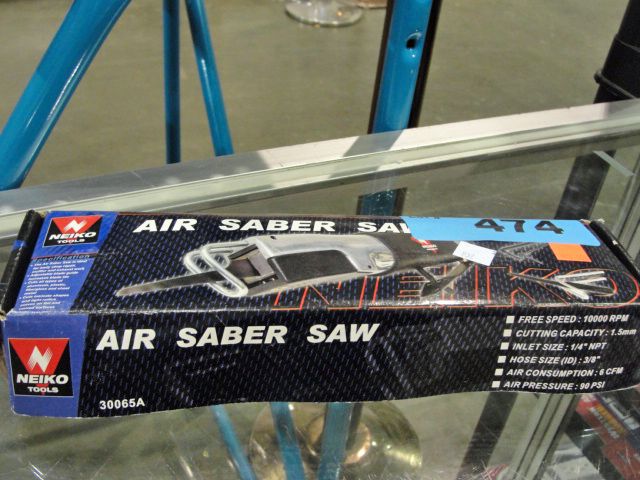 NEIKO
TOOLS
AIR SABER SA
474
Specification
NEIKO
AIR SABER SAW
NEIKO
TOOLS
30065A
FREE SPEED : 10000 RPM
CUTTING CAPACITY : 1.5mm
INLET SIZE : 1/4" NPT
HOSE SIZE (ID) : 3/8"
AIR CONSUMPTION : 6 CFM
AIR PRESSURE : 90 PSI